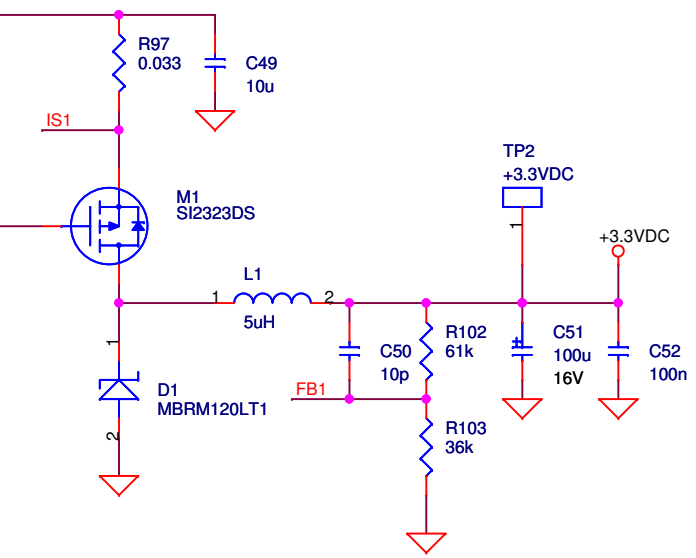 R97
0.033
C49
10u
IS1
TP2
+3.3VDC
M1
SI2323DS
1
+3.3VDC
L1
1
2
5uH
1
R102
61k
C50
10p
C51
100u
16V
C52
100n
D1
MBRM120LT1
FB1
2
R103
36k